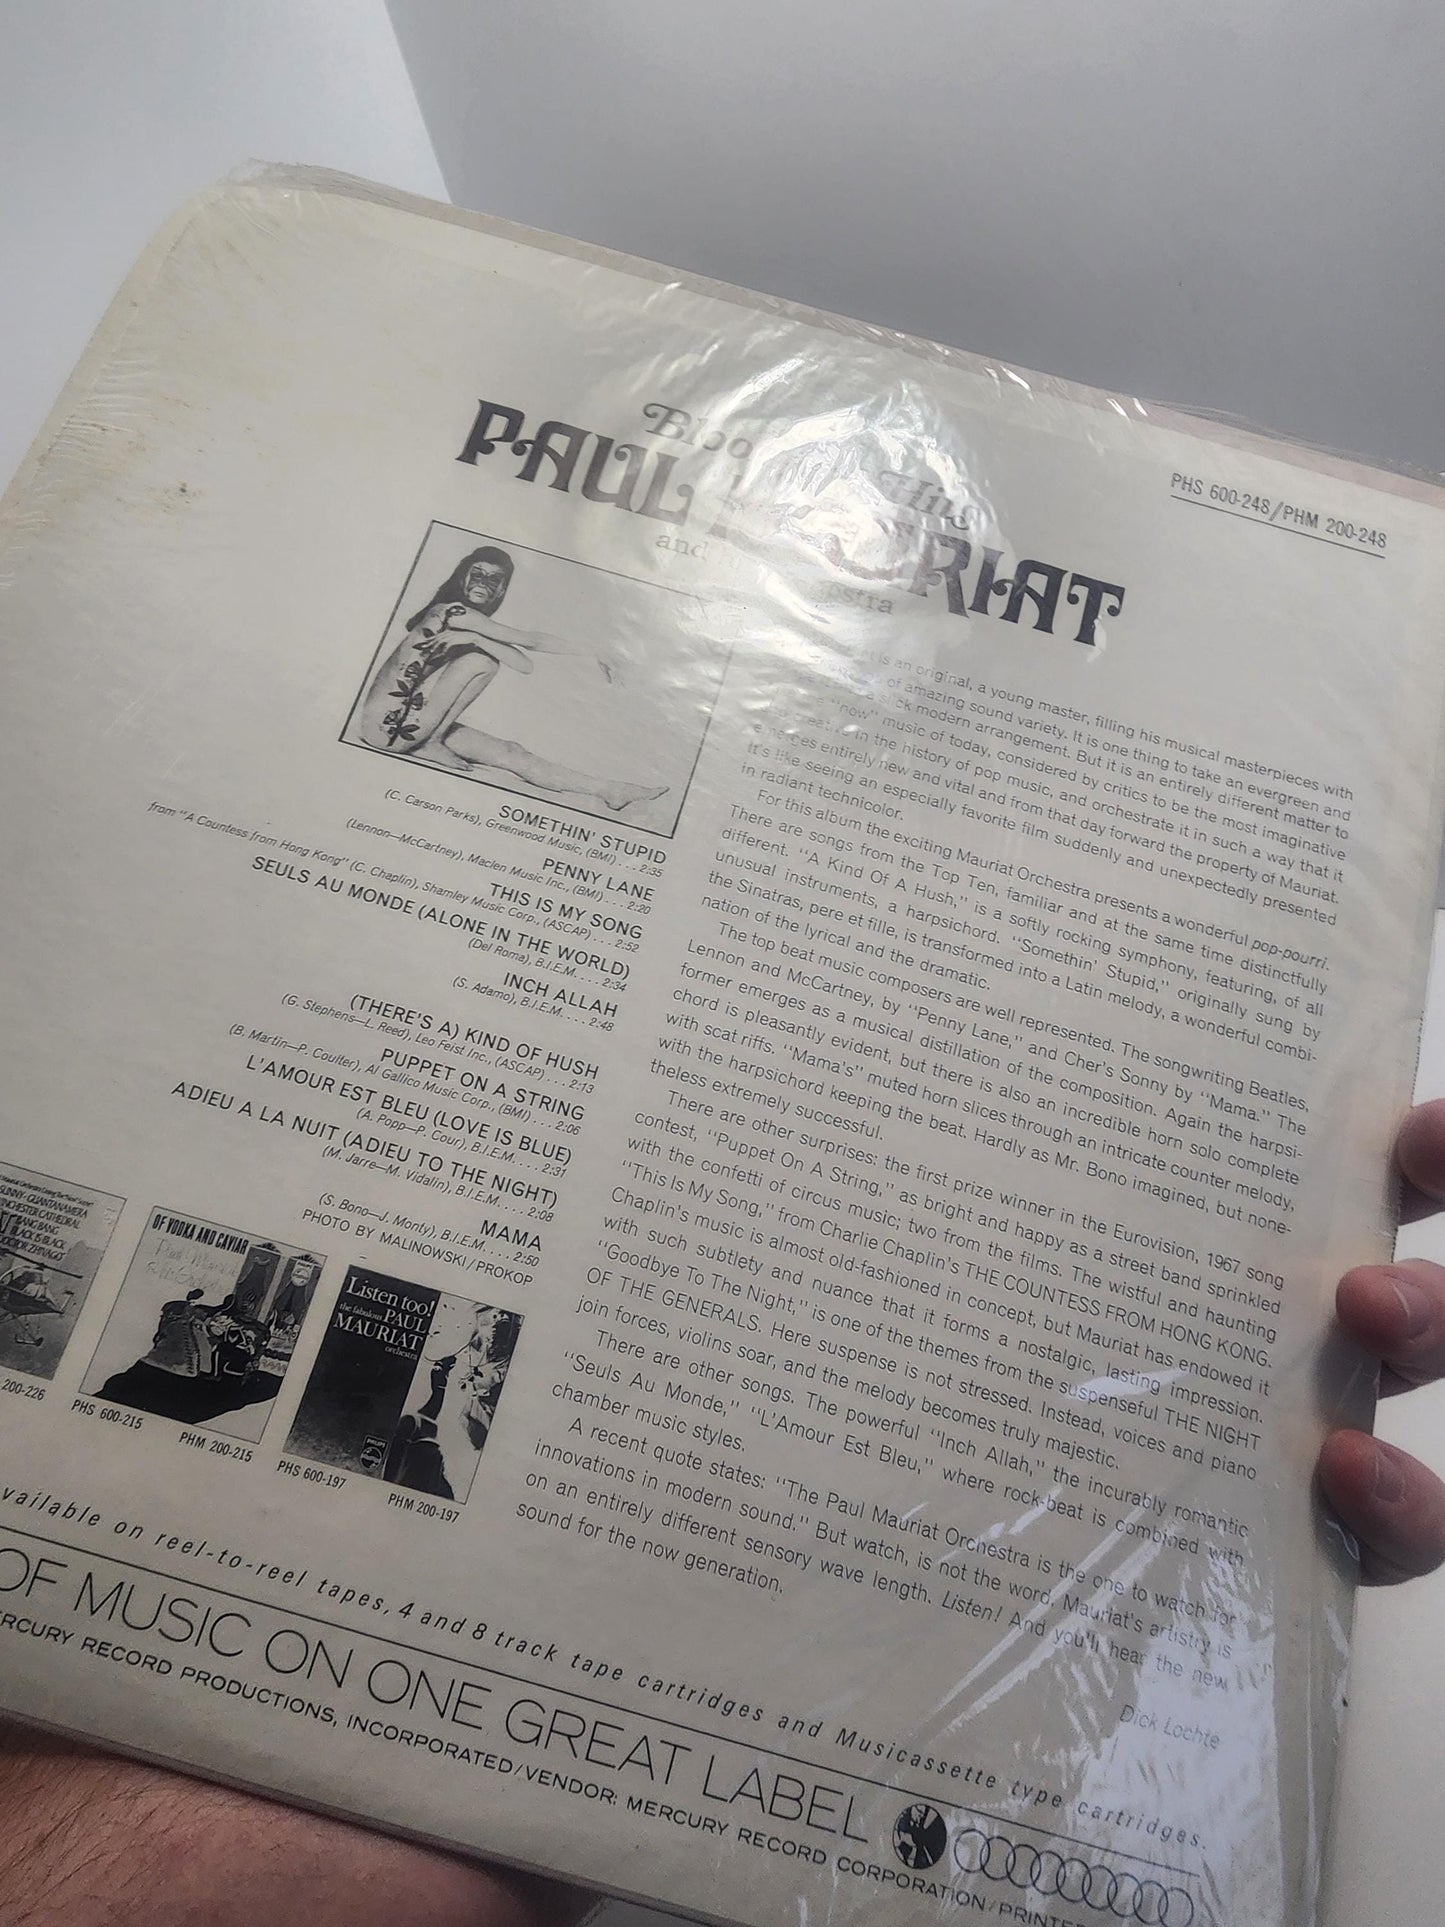 PHS 600-248/PHM 200-248
Hits
PAUL MAURIAT
and
is an original, a young master, filling his musical masterpieces with
of amazing sound variety. It is one thing to take an evergreen and
a slick modern arrangement. But it is an entirely different matter to
"now" music of today, considered by critics to be the most imaginative
in the history of pop music, and orchestrate it in such a way that it
emerges entirely new and vital and from that day forward the property of Mauriat.
It's like seeing an especially favorite film suddenly and unexpectedly presented
in radiant technicolor.
For this album the exciting Mauriat Orchestra presents a wonderful pop-pourri.
There are songs from the Top Ten, familiar and at the same time distinctfully
different. "A Kind Of A Hush," is a softly rocking symphony, featuring, of all
unusual instruments, a harpsichord. "Somethin' Stupid," originally sung by
the Sinatras, pere et fille, is transformed into a Latin melody, a wonderful combi-
nation of the lyrical and the dramatic.
The top beat music composers are well represented. The songwriting Beatles,
Lennon and McCartney, by "Penny Lane," and Cher's Sonny by "Mama." The
former emerges as a musical distillation of the composition. Again the harpsi-
chord is pleasantly evident, but there is also an incredible horn solo complete
with scat riffs. "Mama's" muted horn slices through an intricate counter melody,
with the harpsichord keeping the beat. Hardly as Mr. Bono imagined, but none-
theless extremely successful.
There are other surprises: the first prize winner in the Eurovision, 1967 song
contest, "Puppet On A String," as bright and happy as a street band sprinkled
with the confetti of circus music; two from the films. The wistful and haunting
"This Is My Song," from Charlie Chaplin's THE COUNTESS FROM HONG KONG.
Chaplin's music is almost old-fashioned in concept, but Mauriat has endowed it
with such subtlety and nuance that it forms a nostalgic, lasting impression.
"Goodbye To The Night," is one of the themes from the suspenseful THE NIGHT
OF THE GENERALS. Here suspense is not stressed. Instead, voices and piano
join forces, violins soar, and the melody becomes truly majestic.
There are other songs. The powerful "Inch Allah," the incurably romantic
"Seuls Au Monde," "L'Amour Est Bleu," where rock-beat is combined with
chamber music styles.
A recent quote states: "The Paul Mauriat Orchestra is the one to watch for
innovations in modern sound." But watch, is not the word. Mauriat's artistry is
on an entirely different sensory wave length. Listen! And you'll hear the new
sound for the now generation.
Dick Lochte
SOMETHIN' STUPID
(C. Carson Parks), Greenwood Music, (BMI) . . . 2:35
PENNY LANE
(Lennon—McCartney), Maclen Music Inc., (BMI) . . . 2:20
THIS IS MY SONG
from "A Countess from Hong Kong" (C. Chaplin), Shamley Music Corp., (ASCAP) . . . 2:52
SEULS AU MONDE (ALONE IN THE WORLD)
(Del Roma), B.I.E.M. . . . 2:34
INCH ALLAH
(S. Adamo), B.I.E.M. . . . 2:48
(THERE'S A) KIND OF HUSH
(G. Stephens—L. Reed), Leo Feist Inc., (ASCAP) . . . 2:13
PUPPET ON A STRING
(B. Martin—P. Coulter), Al Gallico Music Corp., (BMI) . . . 2:06
L'AMOUR EST BLEU (LOVE IS BLUE)
(A. Popp—P. Cour), B.I.E.M. . . . 2:31
ADIEU A LA NUIT (ADIEU TO THE NIGHT)
(M. Jarre—M. Vidalin), B.I.E.M. . . . 2:08
MAMA
(S. Bono—J. Monty), B.I.E.M. . . . 2:50
PHOTO BY MALINOWSKI/PROKOP
GUANTANAMERA
WINCHESTER CATHEDRAL
BANG BANG
BLACK IS BLACK
DOCTOR ZHIVAGO
200-226
OF VODKA AND CAVIAR
PHS 600-215
PHM 200-215
Listen too!
the fabulous PAUL
MAURIAT
orchestra
PHILIPS
PHS 600-197
PHM 200-197
available on reel-to-reel tapes, 4 and 8 track tape cartridges and Musicassette type cartridges.
OF MUSIC ON ONE GREAT LABEL
MERCURY RECORD PRODUCTIONS, INCORPORATED/VENDOR: MERCURY RECORD CORPORATION/PRINTE